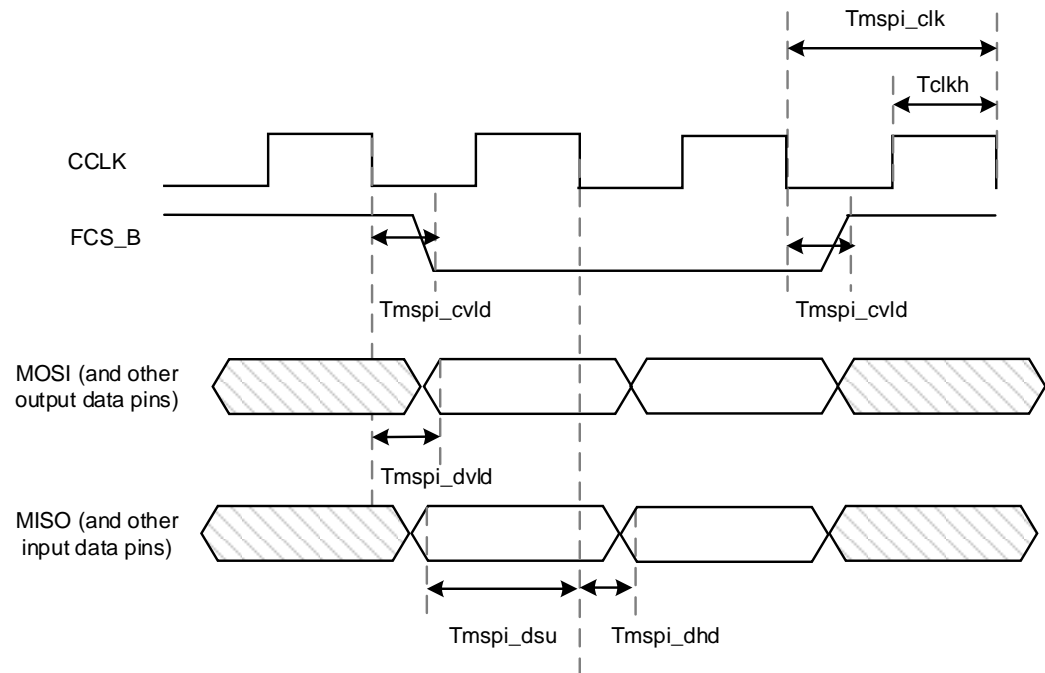 Tmspi_clk
Tclkh
CCLK
FCS_B
Tmspi_cvld
Tmspi_cvld
MOSI (and other
output data pins)
Tmspi_dvld
MISO (and other
input data pins)
Tmspi_dsu
Tmspi_dhd